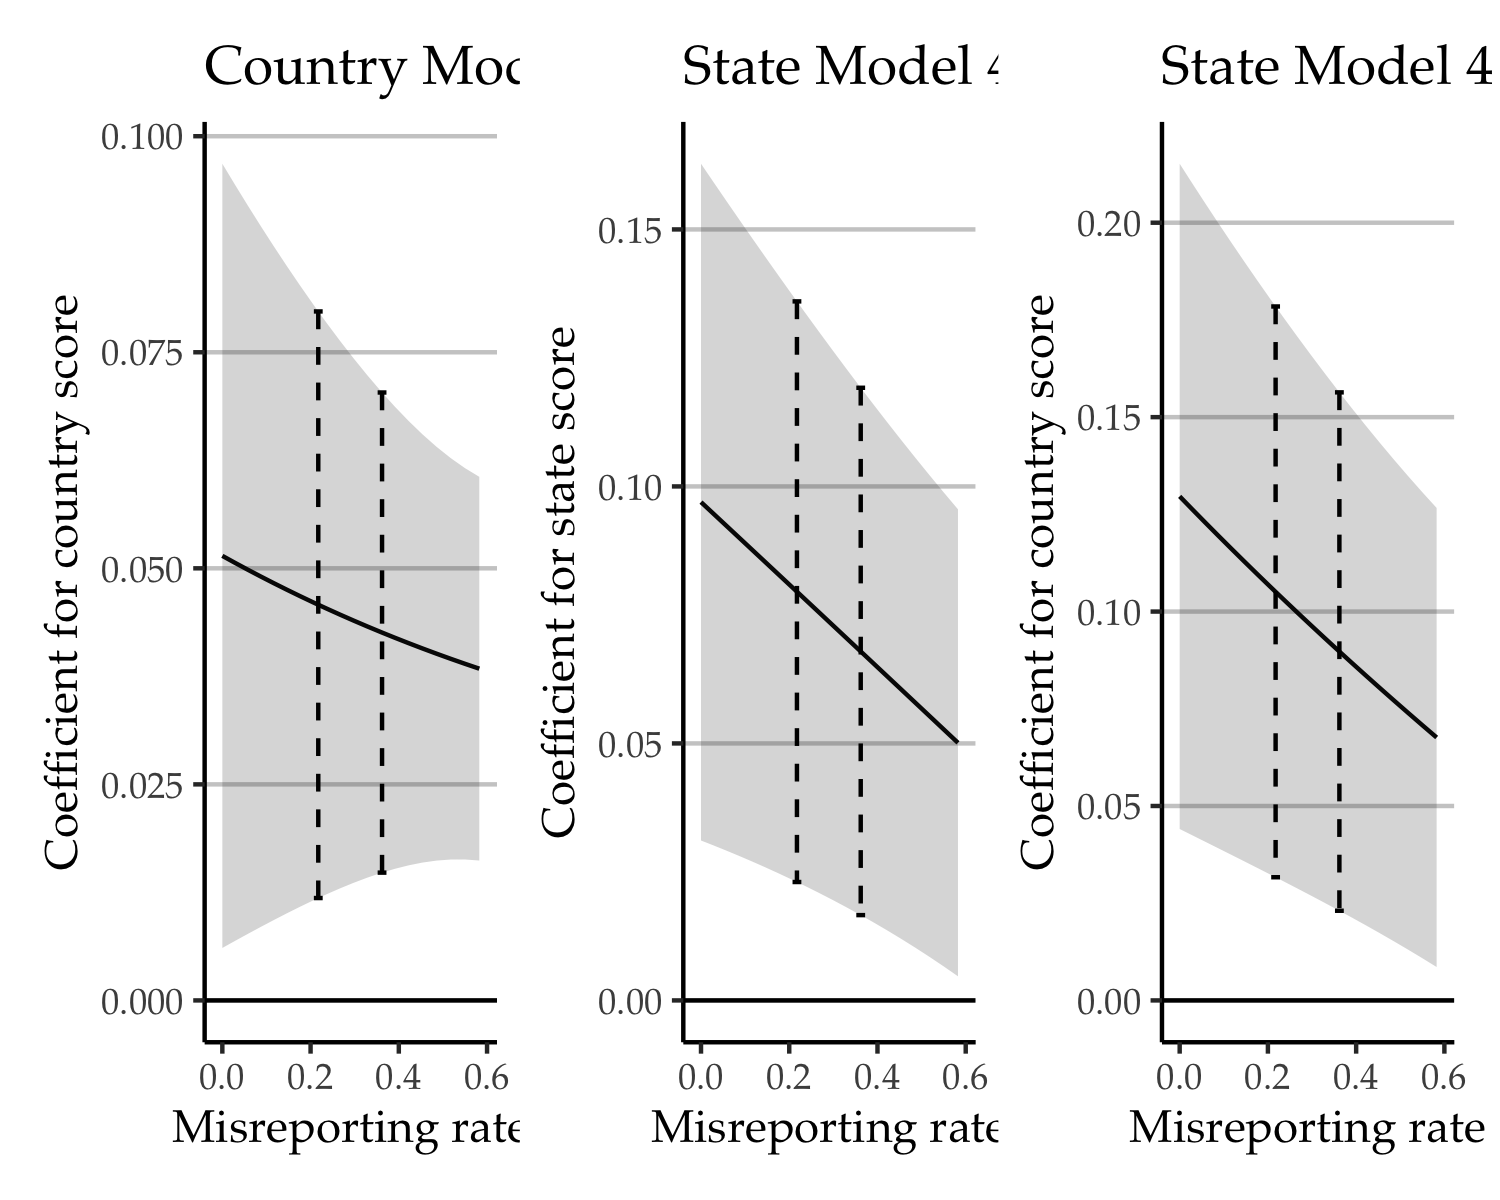 Country Mod
State Model 4
State Model 4
Coefficient for country score
0.100
0.075
0.050
0.025
0.000
0.0 0.2 0.4 0.6
Misreporting rate
Coefficient for state score
0.15
0.10
0.05
0.00
0.0 0.2 0.4 0.6
Misreporting rate
Coefficient for country score
0.20
0.15
0.10
0.05
0.00
0.0 0.2 0.4 0.6
Misreporting rate